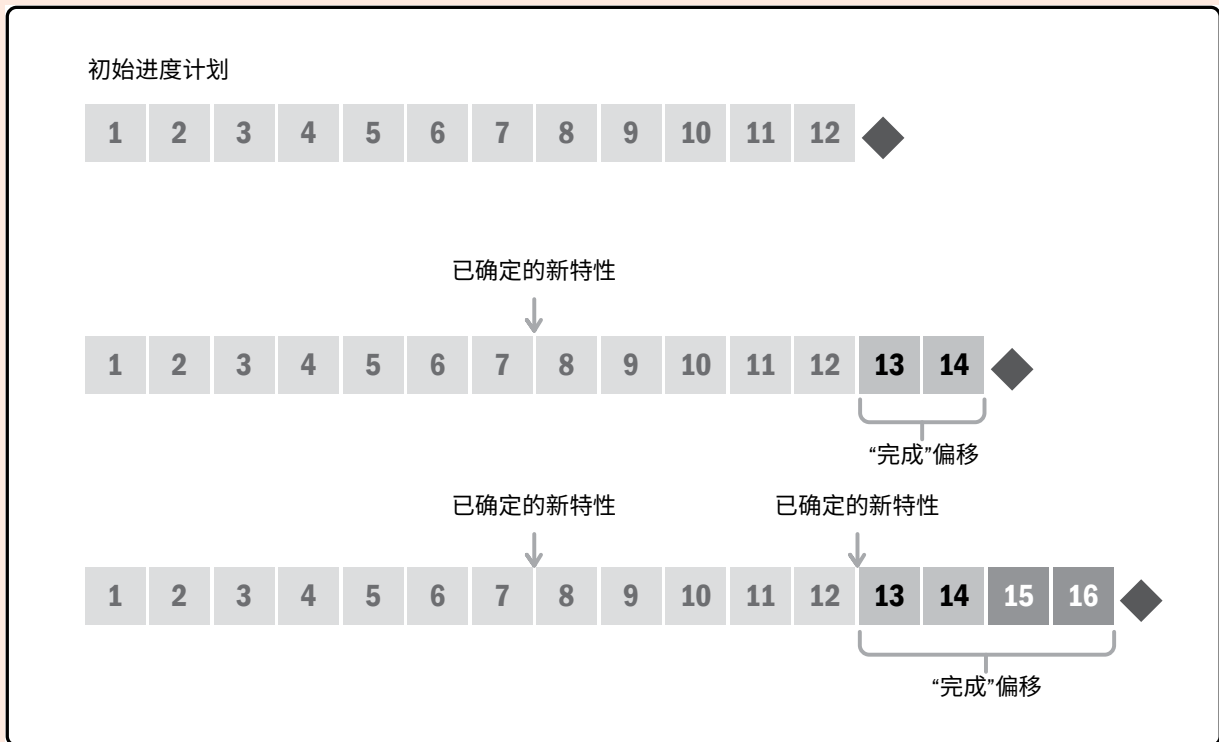 初始进度计划
1 2 3 4 5 6 7 8 9 10 11 12
已确定的新特性
1 2 3 4 5 6 7 8 9 10 11 12 13 14
“完成”偏移
已确定的新特性 已确定的新特性
1 2 3 4 5 6 7 8 9 10 11 12 13 14 15 16
“完成”偏移